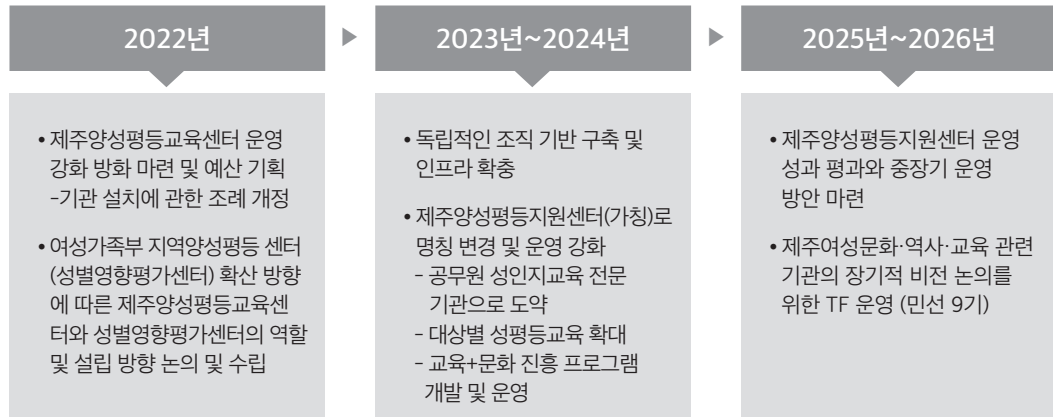 2022년
• 제주양성평등교육센터 운영
강화 방화 마련 및 예산 기획
-기관 설치에 관한 조례 개정
• 여성가족부 지역양성평등 센터
(성별영향평가센터) 확산 방향
에 따른 제주양성평등교육센
터와 성별영향평가센터의 역할
및 설립 방향 논의 및 수립
2023년~2024년
• 독립적인 조직 기반 구축 및
인프라 확충
• 제주양성평등지원센터(가칭)로
명칭 변경 및 운영 강화
- 공무원 성인지교육 전문
기관으로 도약
- 대상별 성평등교육 확대
- 교육+문화 진흥 프로그램
개발 및 운영
2025년~2026년
• 제주양성평등지원센터 운영
성과 평과와 중장기 운영
방안 마련
• 제주여성문화·역사·교육 관련
기관의 장기적 비전 논의를
위한 TF 운영 (민선 9기)